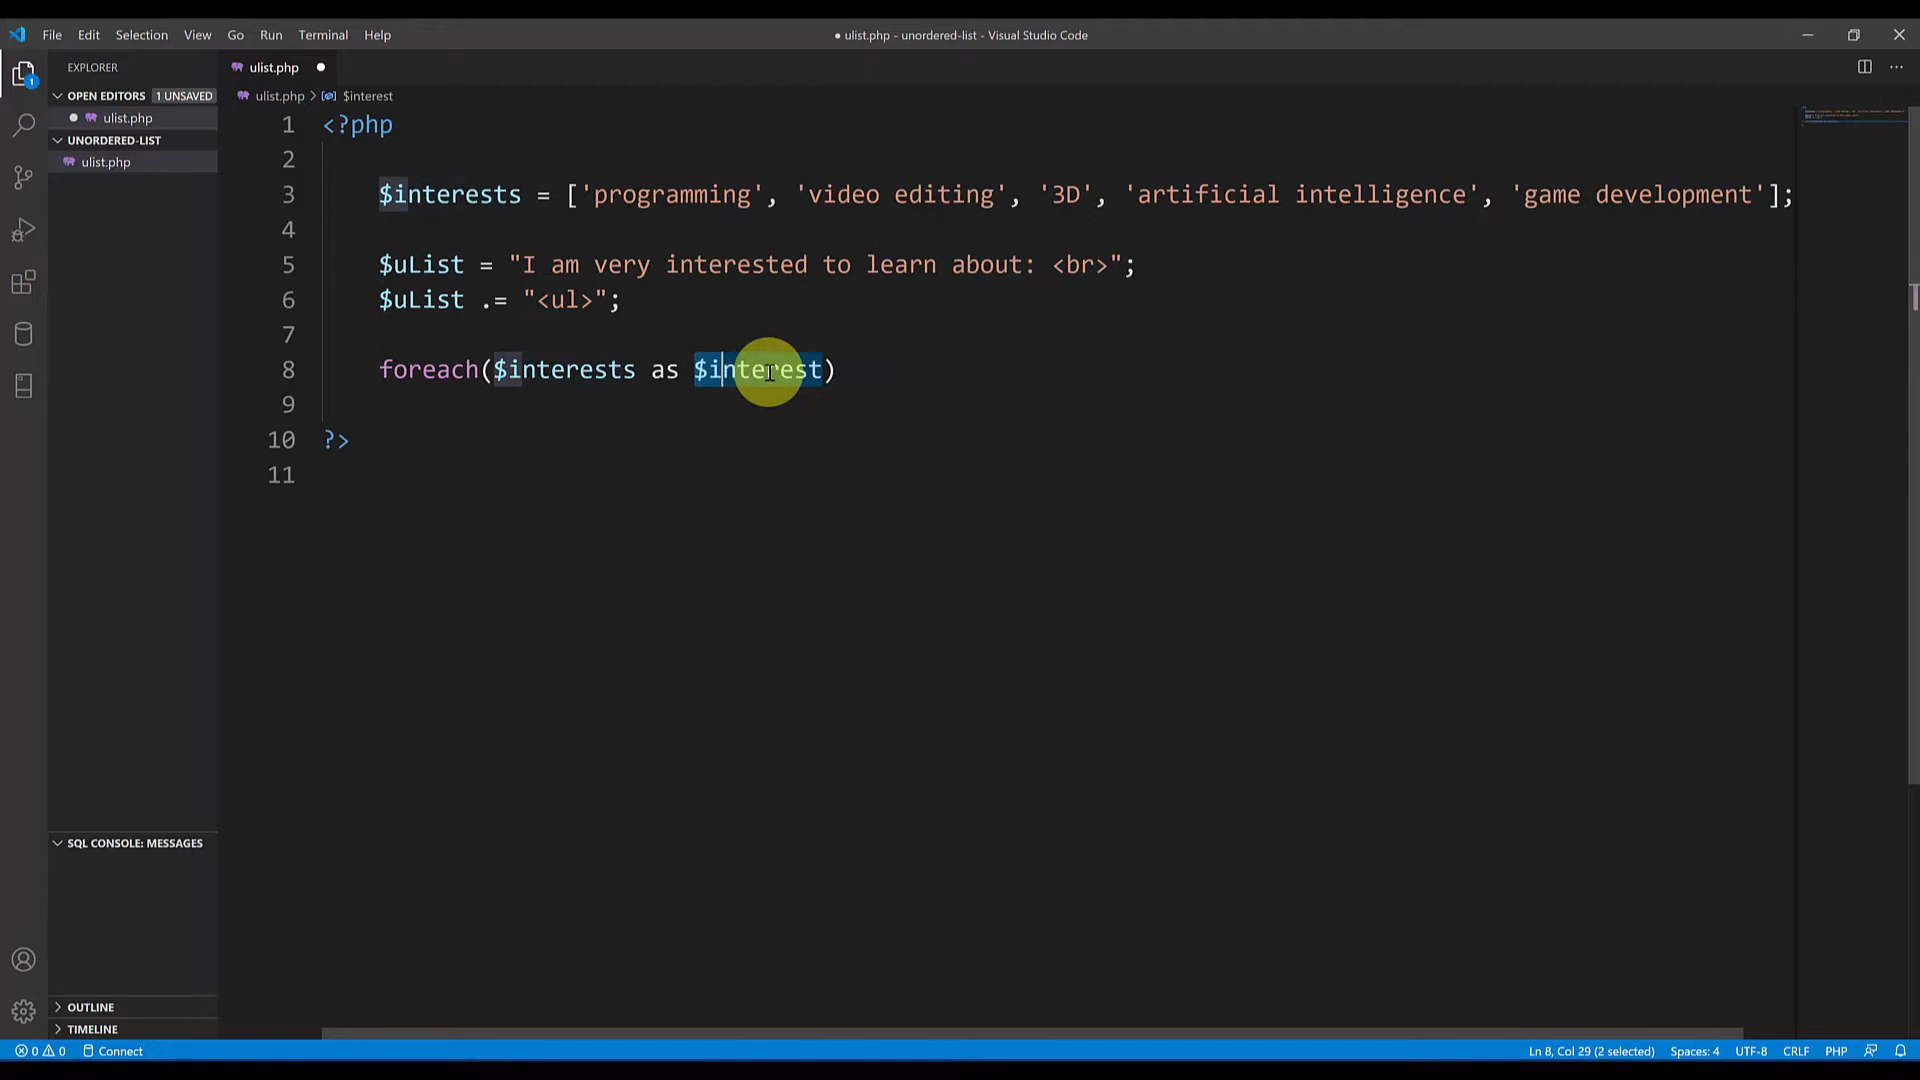 File Edit Selection View Go Run Terminal Help
● ulist.php - unordered-list - Visual Studio Code
EXPLORER
OPEN EDITORS 1 UNSAVED
ulist.php
UNORDERED-LIST
ulist.php
SQL CONSOLE: MESSAGES
OUTLINE
TIMELINE
1
ulist.php
ulist.php > $interest
1 <?php
2
3 $interests = ['programming', 'video editing', '3D', 'artificial intelligence', 'game development'];
4
5 $uList = "I am very interested to learn about: <br>";
6 $uList .= "<ul>";
7
8 foreach($interests as $interest)
9
10 ?>
11
0 0 Connect
Ln 8, Col 29 (2 selected) Spaces: 4 UTF-8 CRLF PHP